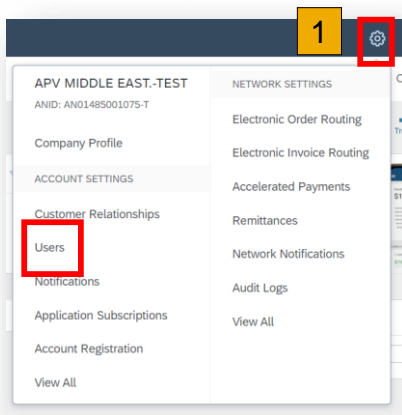 1
APV MIDDLE EAST.-TEST
ANID: AN01485001075-T
Company Profile
ACCOUNT SETTINGS
Customer Relationships
Users
Notifications
Application Subscriptions
Account Registration
View All
NETWORK SETTINGS
Electronic Order Routing
Electronic Invoice Routing
Accelerated Payments
Remittances
Network Notifications
Audit Logs
View All